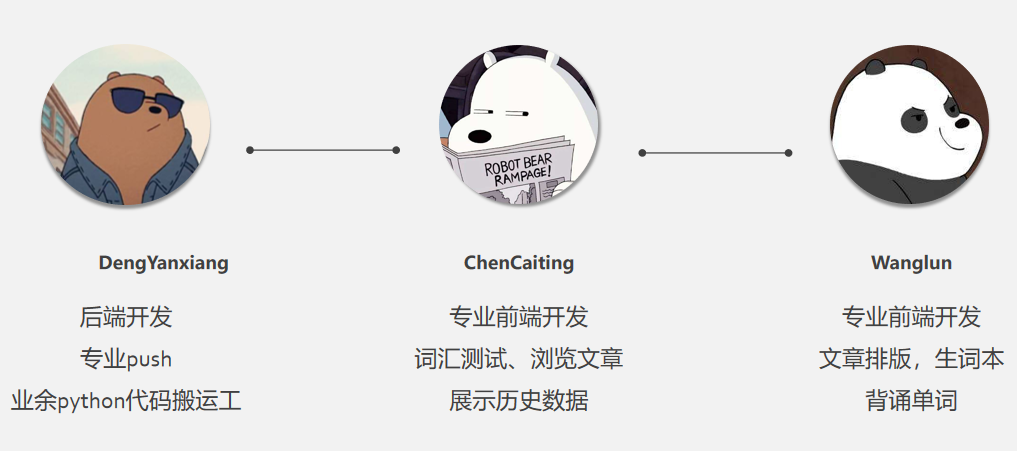 ROBOT BEAR
RAMPAGE!
DengYanxiang
ChenCaiting
Wanglun
后端开发
专业前端开发
专业前端开发
专业push
词汇测试、浏览文章
文章排版，生词本
业余python代码搬运工
展示历史数据
背诵单词